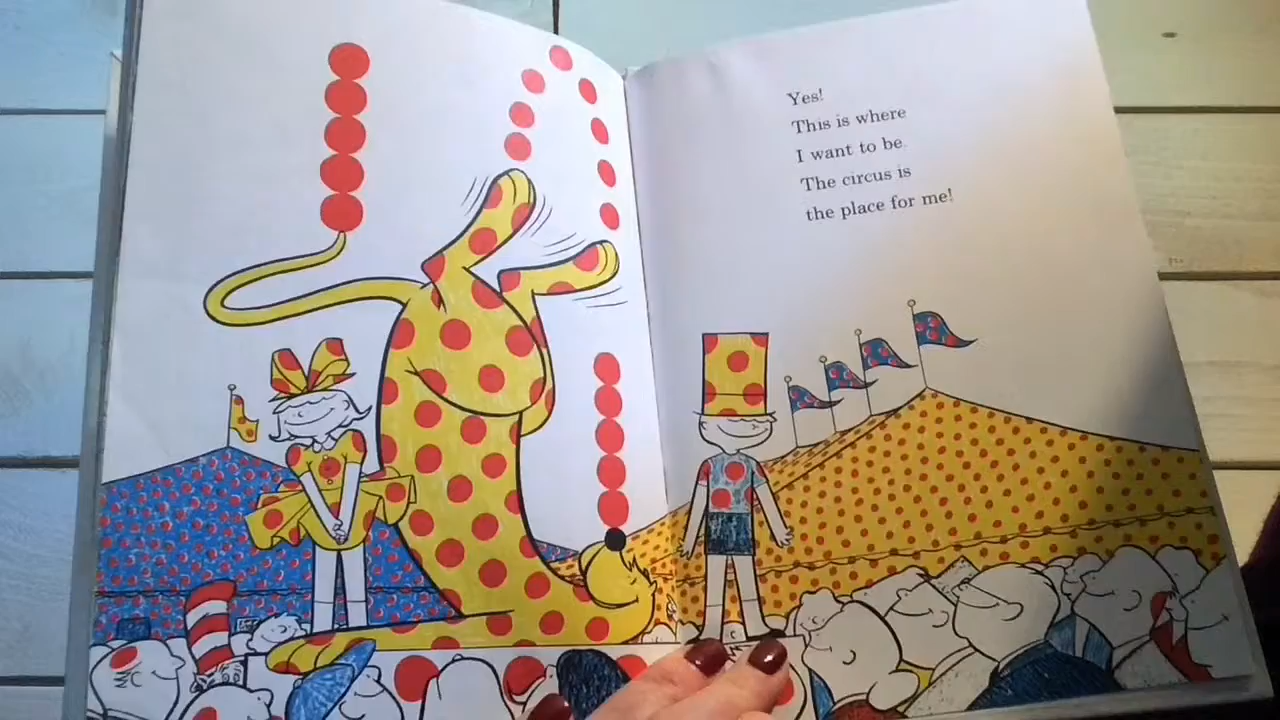 Yes!
This is where
I want to be.
The circus is
the place for me!